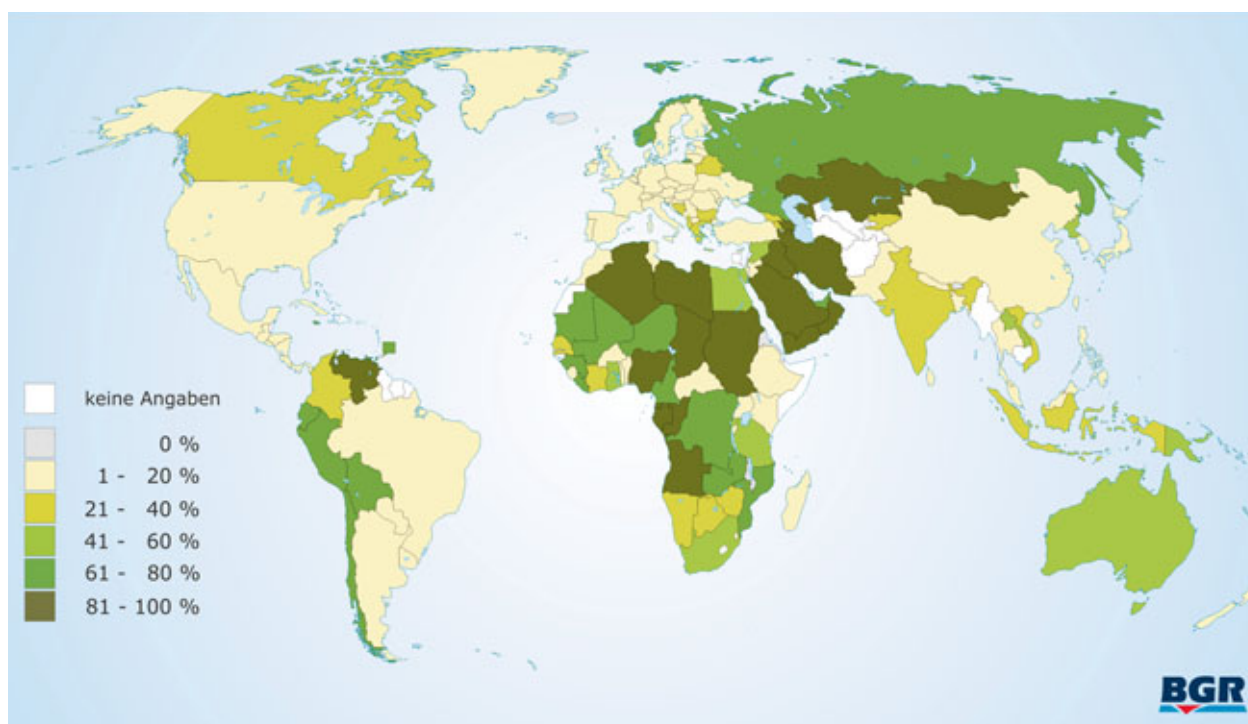 keine Angaben
0 %
1 - 20 %
21 - 40 %
41 - 60 %
61 - 80 %
81 - 100 %
BGR